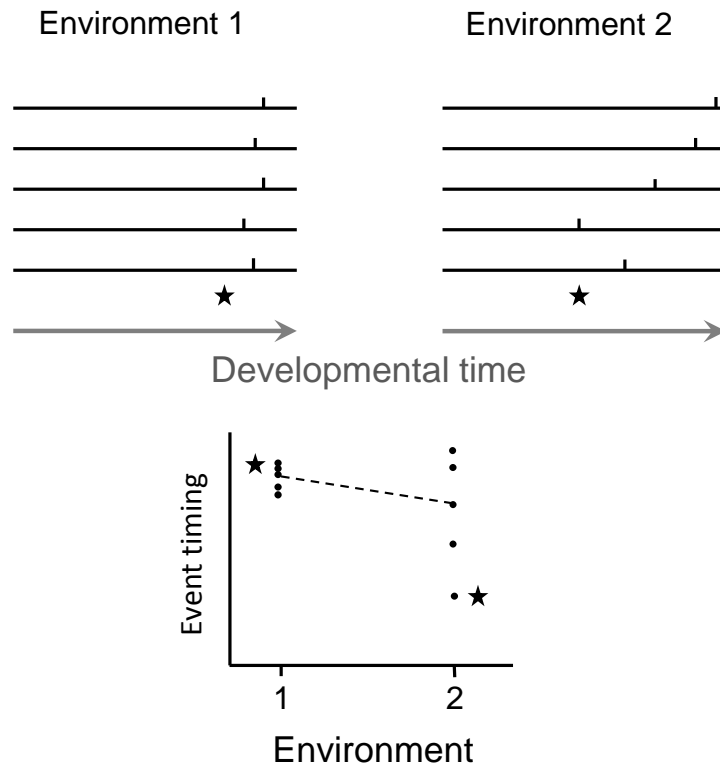 Environment 1
Environment 2
Developmental time
Event timing
1
2
Environment